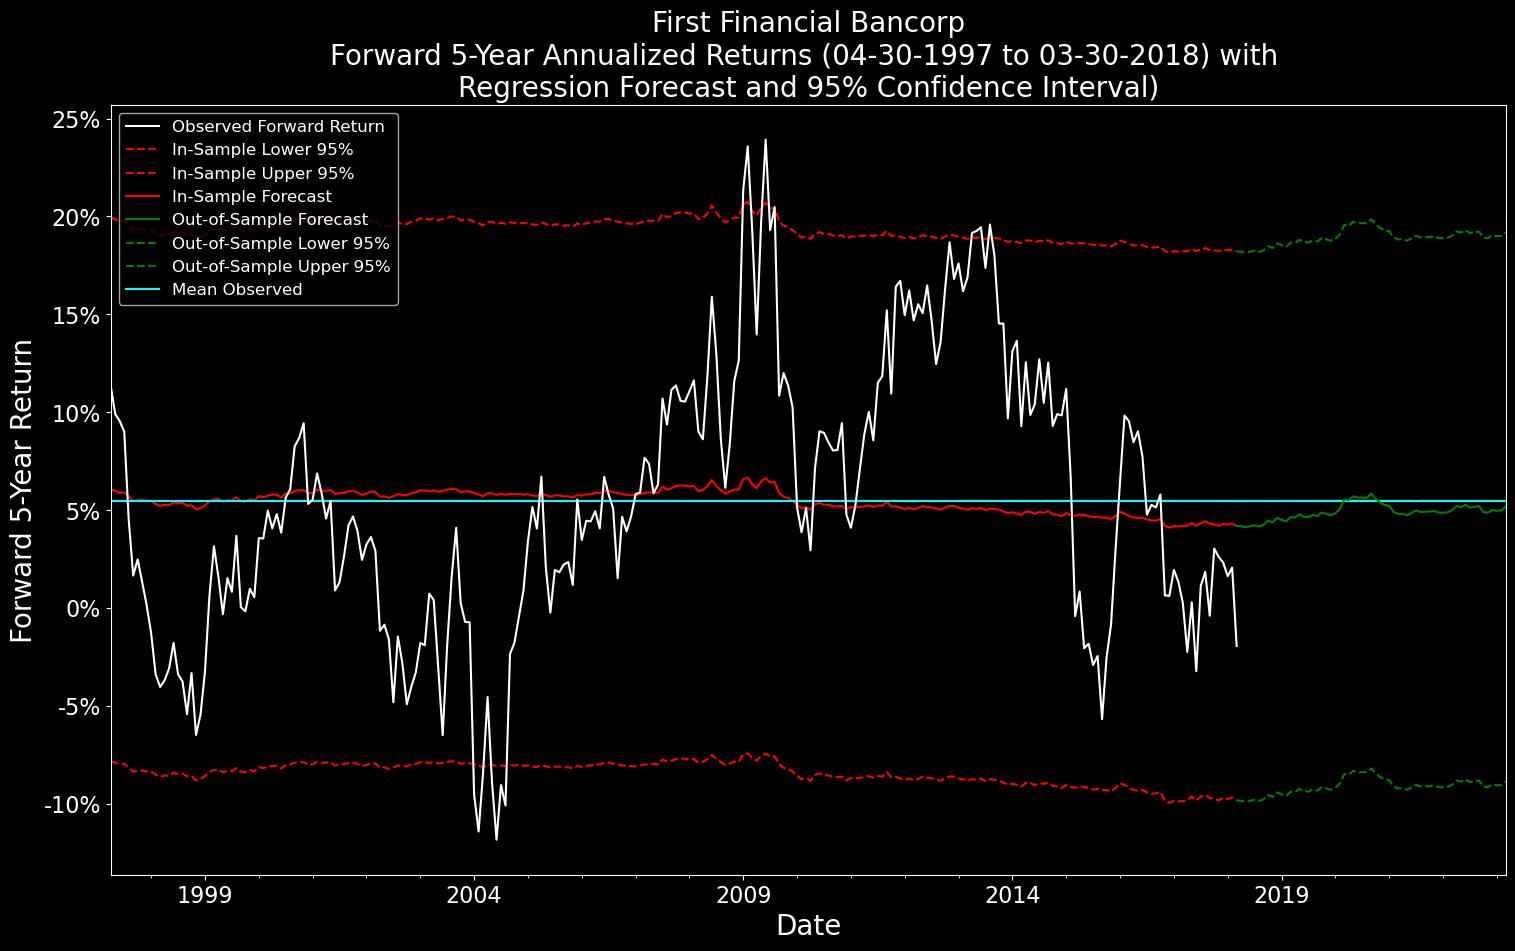 First Financial Bancorp
Forward 5-Year Annualized Returns (04-30-1997 to 03-30-2018) with
Regression Forecast and 95% Confidence Interval)
Observed Forward Return
In-Sample Lower 95%
In-Sample Upper 95%
In-Sample Forecast
Out-of-Sample Forecast
Out-of-Sample Lower 95%
Out-of-Sample Upper 95%
Mean Observed
Forward 5-Year Return
25%
20%
15%
10%
5%
0%
-5%
-10%
1999
2004
2009
2014
2019
Date